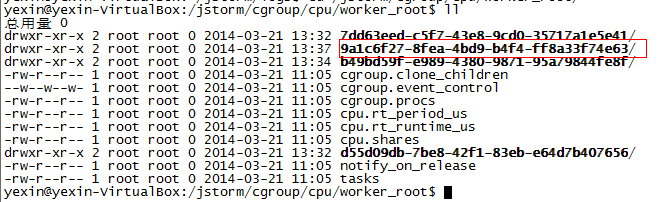 yexin@yexin-VirtualBox:/jstorm/cgroup/cpu/worker_root$ ll
总用量 0
drwxr-xr-x 2 root root 0 2014-03-21 13:32 7dd63eed-c5f7-43e8-9cd0-35717a1e5e41/
drwxr-xr-x 2 root root 0 2014-03-21 13:37 9a1c6f27-8fea-4bd9-b4f4-ff8a33f74e63/
drwxr-xr-x 2 root root 0 2014-03-21 13:34 b49bd59f-e989-4380-9871-95a79844fe8f/
-rw-r--r-- 1 root root 0 2014-03-21 11:05 cgroup.clone_children
--w--w--w- 1 root root 0 2014-03-21 11:05 cgroup.event_control
-rw-r--r-- 1 root root 0 2014-03-21 11:05 cgroup.procs
-rw-r--r-- 1 root root 0 2014-03-21 11:05 cpu.rt_period_us
-rw-r--r-- 1 root root 0 2014-03-21 11:05 cpu.rt_runtime_us
-rw-r--r-- 1 root root 0 2014-03-21 11:05 cpu.shares
drwxr-xr-x 2 root root 0 2014-03-21 13:32 d55d09db-7be8-42f1-83eb-e64d7b407656/
-rw-r--r-- 1 root root 0 2014-03-21 11:05 notify_on_release
-rw-r--r-- 1 root root 0 2014-03-21 11:05 tasks
yexin@yexin-VirtualBox:/jstorm/cgroup/cpu/worker_root$